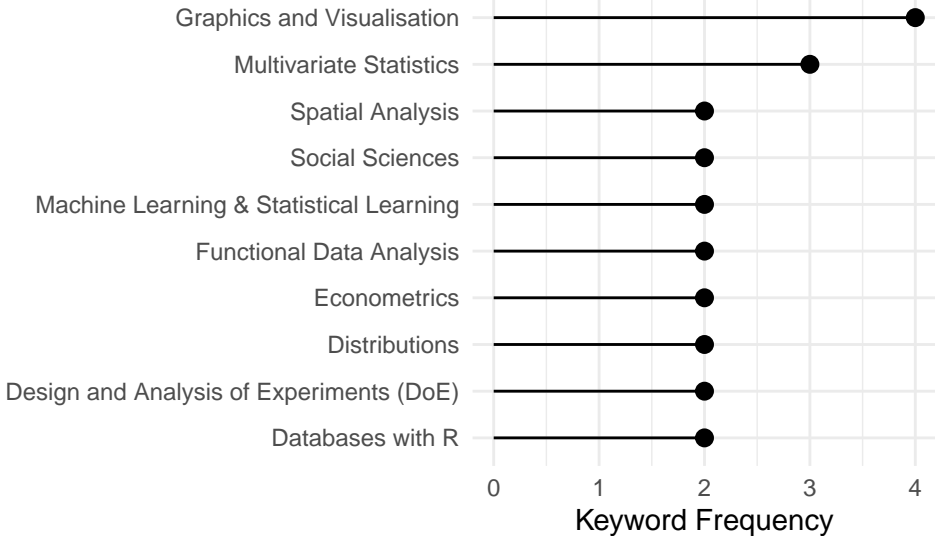 Graphics and Visualisation
Multivariate Statistics
Spatial Analysis
Social Sciences
Machine Learning & Statistical Learning
Functional Data Analysis
Econometrics
Distributions
Design and Analysis of Experiments (DoE)
Databases with R
0 1 2 3 4
Keyword Frequency